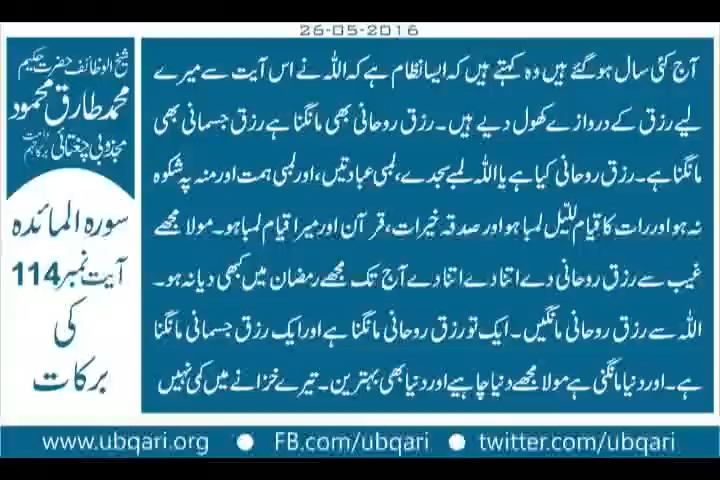 26-05-2016
شیخ الوظائف حضرت حکیم
محمد طارق محمود
مجذوبی چغتائی دامت برکاتہم
سورہ المائدہ
آیت نمبر 114
کی
برکات
آج کئی سال ہو گئے ہیں وہ کہتے ہیں کہ ایسا نظام ہے کہ اللہ نے اس آیت سے میرے
لیے رزق کے دروازے کھول دیے ہیں۔ رزق روحانی بھی مانگنا ہے رزق جسمانی بھی
مانگنا ہے۔ رزق روحانی کیا ہے یا اللہ لمبے سجدے، لمبی عبادتیں، اور لمبی ہمت اور منہ پہ شکوہ
نہ ہو اور رات کا قیام للیل لمبا ہو اور صدقہ خیرات، قرآن اور میرا قیام لمبا ہو۔ مولا مجھے
غیب سے رزق روحانی دے اتنا دے اتنا دے آج تک مجھے رمضان میں کبھی دیا نہ ہو۔
اللہ سے رزق روحانی مانگیں۔ ایک تو رزق روحانی مانگنا ہے اور ایک رزق جسمانی مانگنا
ہے۔ اور دنیا مانگنی ہے مولا مجھے دنیا چاہیے اور دنیا بھی بہترین۔ تیرے خزانے میں کمی نہیں
www.ubqari.org ● FB.com/ubqari ● twitter.com/ubqari